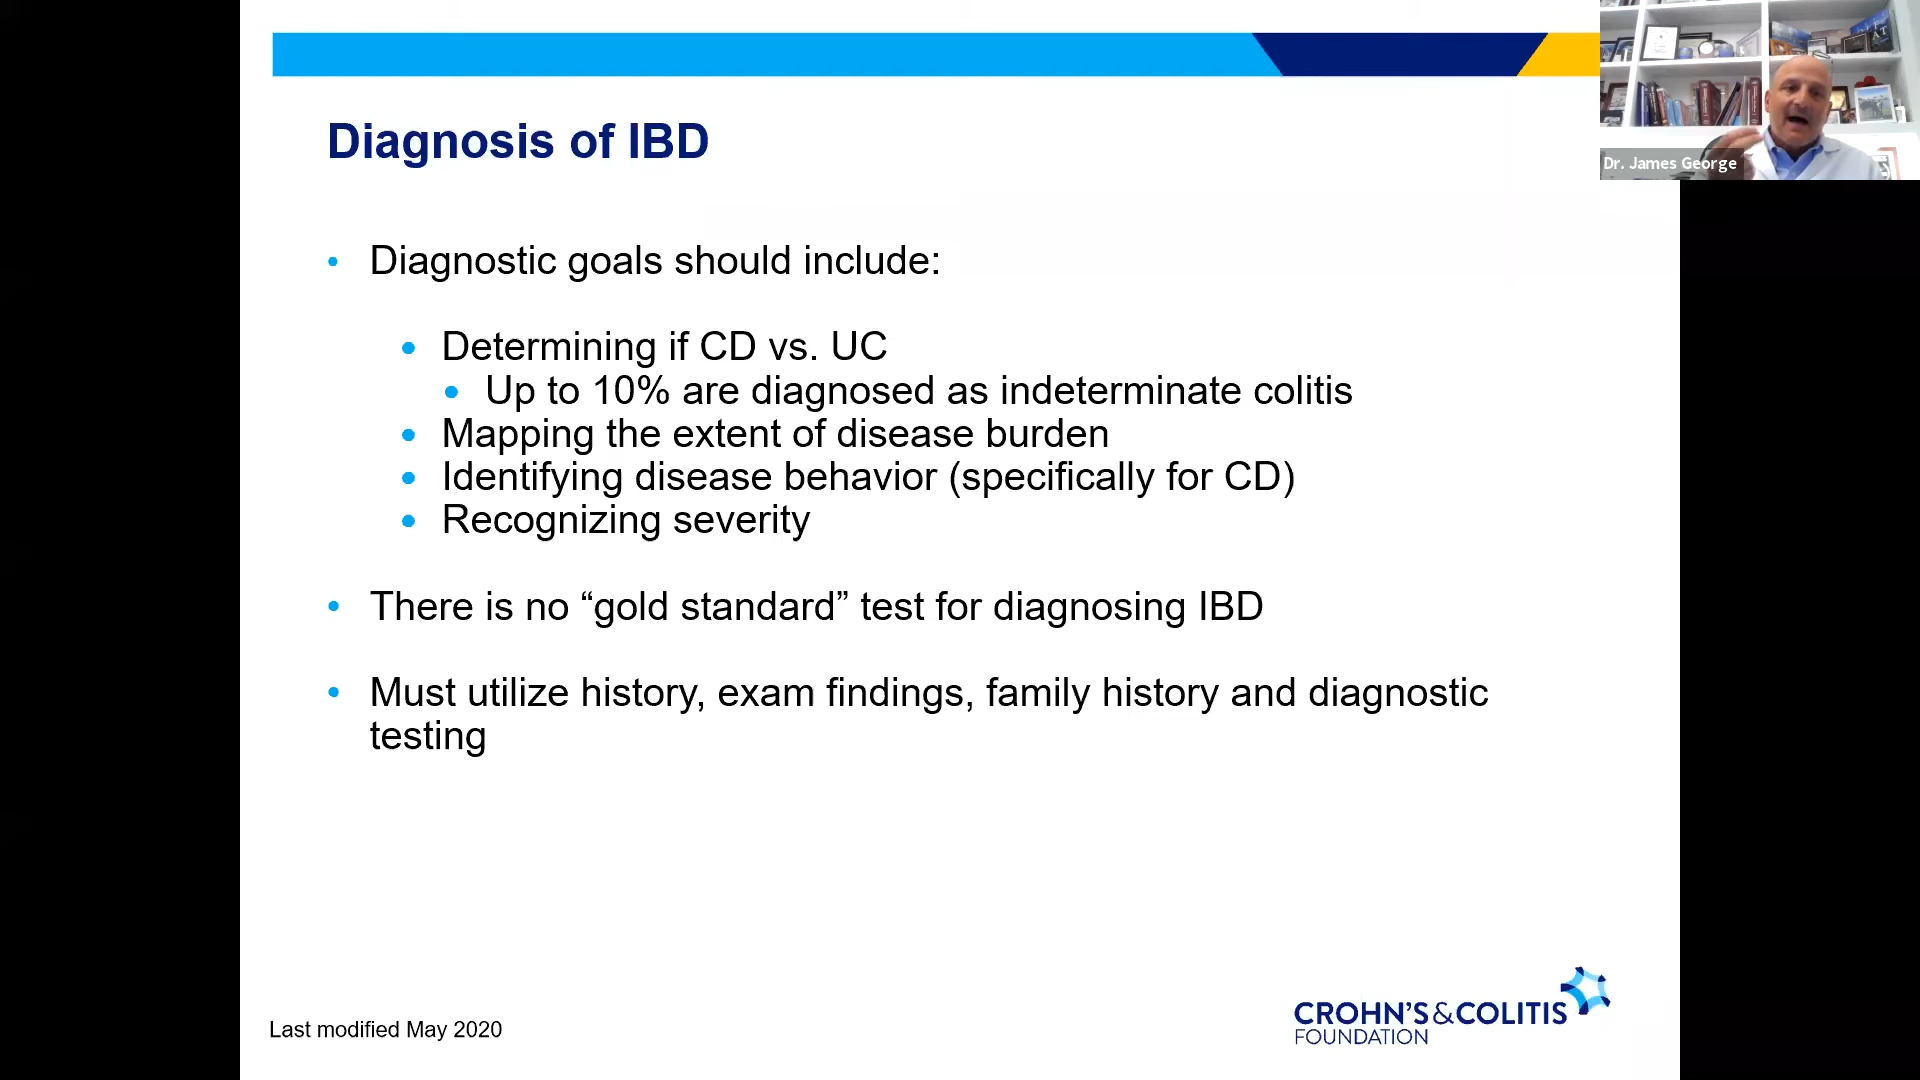 Diagnosis of IBD
Dr. James George
• Diagnostic goals should include:
• Determining if CD vs. UC
• Up to 10% are diagnosed as indeterminate colitis
• Mapping the extent of disease burden
• Identifying disease behavior (specifically for CD)
• Recognizing severity
• There is no “gold standard” test for diagnosing IBD
• Must utilize history, exam findings, family history and diagnostic
testing
Last modified May 2020
CROHN’S&COLITIS
FOUNDATION